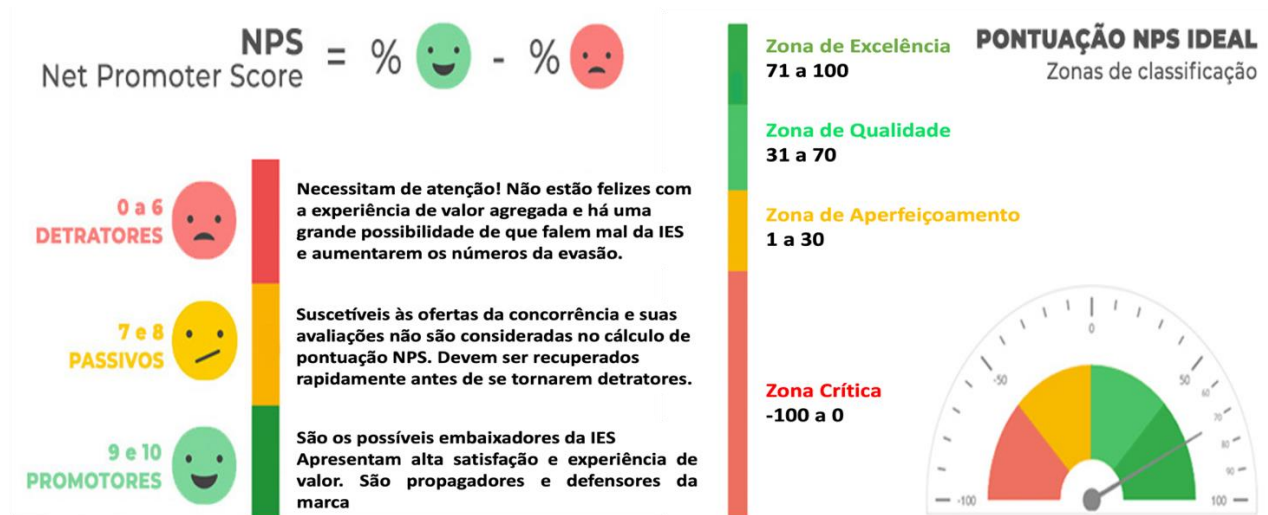 NPS
Net Promoter Score
= % - %
0 a 6
DETRATORES
Necessitam de atenção! Não estão felizes com
a experiência de valor agregada e há uma
grande possibilidade de que falem mal da IES
e aumentarem os números da evasão.
7 e 8
PASSIVOS
Suscetíveis às ofertas da concorrência e suas
avaliações não são consideradas no cálculo de
pontuação NPS. Devem ser recuperados
rapidamente antes de se tornarem detratores.
9 e 10
PROMOTORES
São os possíveis embaixadores da IES
Apresentam alta satisfação e experiência de
valor. São propagadores e defensores da
marca
PONTUAÇÃO NPS IDEAL
Zonas de classificação
Zona de Excelência
71 a 100
Zona de Qualidade
31 a 70
Zona de Aperfeiçoamento
1 a 30
Zona Crítica
-100 a 0
-100
-50
0
50
60
70
80
90
100